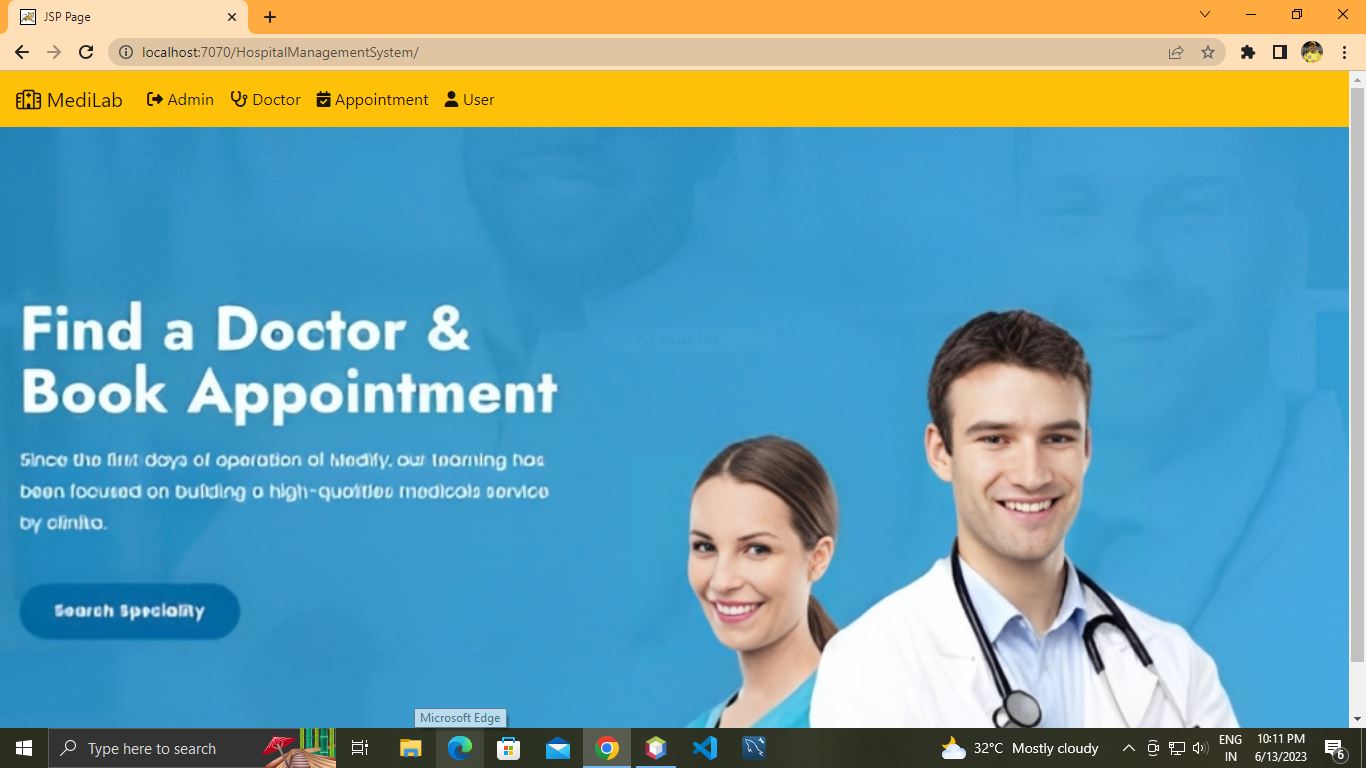 JSP Page
localhost:7070/HospitalManagementSystem/
MediLab Admin Doctor Appointment User
Find a Doctor &
Book Appointment
Full-screen Snip
Since the first days of operation of Medify, our teaming has
been focused on building a high-qualities medicals service
by
Search Speciality
Microsoft Edge
Type here to search
32°C Mostly cloudy
ENG
IN
10:11 PM
6/13/2023
6